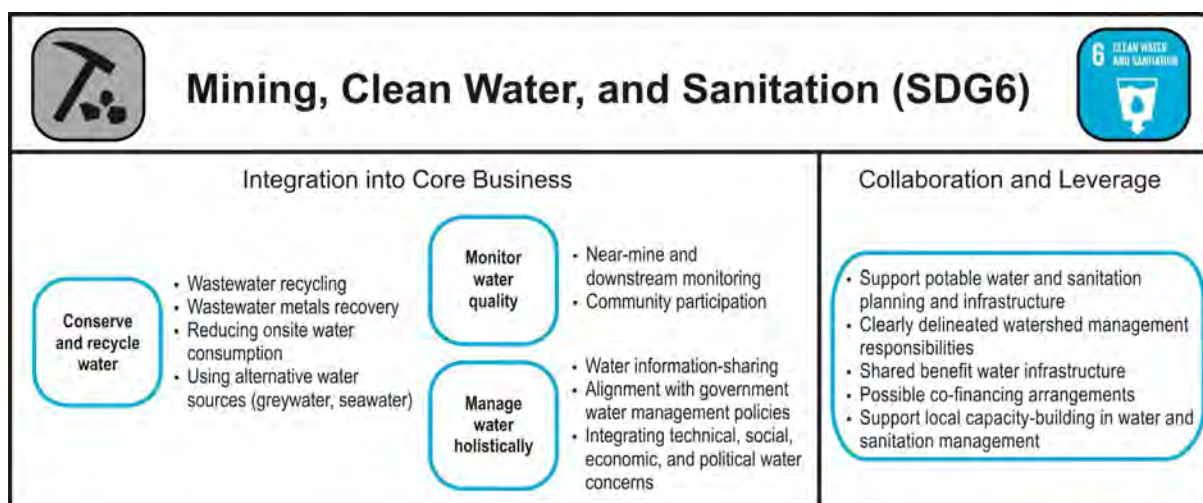 Mining, Clean Water, and Sanitation (SDG6)
6 CLEAN WATER
AND SANITATION
Integration into Core Business
Conserve
and recycle
water
• Wastewater recycling
• Wastewater metals recovery
• Reducing onsite water
consumption
• Using alternative water
sources (greywater, seawater)
Monitor
water
quality
• Near-mine and
downstream monitoring
• Community participation
Manage
water
holistically
• Water information-sharing
• Alignment with government
water management policies
• Integrating technical, social,
economic, and political water
concerns
Collaboration and Leverage
• Support potable water and sanitation
planning and infrastructure
• Clearly delineated watershed management
responsibilities
• Shared benefit water infrastructure
• Possible co-financing arrangements
• Support local capacity-building in water and
sanitation management